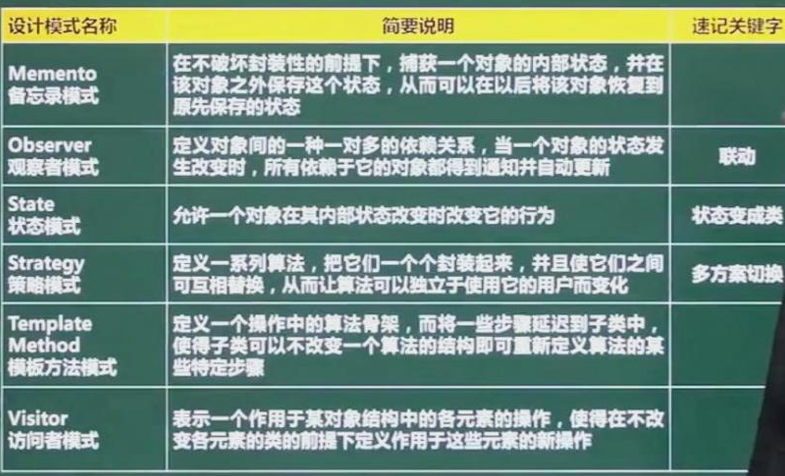 设计模式名称 简要说明 速记关键字
Memento
备忘录模式
在不破坏封装性的前提下，捕获一个对象的内部状态，并在
该对象之外保存这个状态，从而可以在以后将该对象恢复到
原先保存的状态
Observer
观察者模式
定义对象间的一种一对多的依赖关系，当一个对象的状态发
生改变时，所有依赖于它的对象都得到通知并自动更新
联动
State
状态模式
允许一个对象在其内部状态改变时改变它的行为
状态变成类
Strategy
策略模式
定义一系列算法，把它们一个个封装起来，并且使它们之间
可互相替换，从而让算法可以独立于使用它的用户而变化
多方案切换
Template
Method
模板方法模式
定义一个操作中的算法骨架，而将一些步骤延迟到子类中，
使得子类可以不改变一个算法的结构即可重新定义算法的某
些特定步骤
Visitor
访问者模式
表示一个作用于某对象结构中的各元素的操作，使得在不改
变各元素的类的前提下定义作用于这些元素的新操作